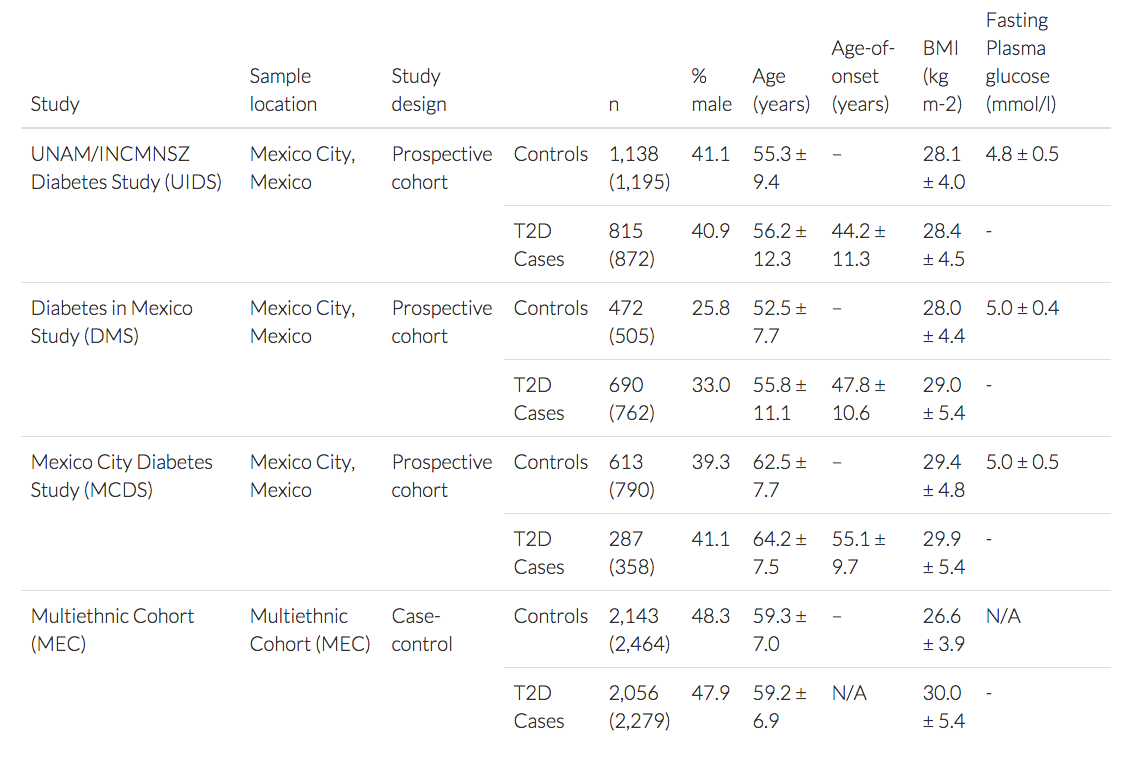 Study Sample location Study design n % male Age (years) Age-of-onset (years) BMI (kg m-2) Fasting Plasma glucose (mmol/l)
UNAM/INCMNSZ Mexico City, Prospective Controls 1,138 41.1 55.3 ± – 28.1 4.8 ± 0.5
Diabetes Study (UIDS) Mexico cohort (1,195) 9.4 ± 4.0
T2D 815 40.9 56.2 ± 44.2 ± 28.4 -
Cases (872) 12.3 11.3 ± 4.5
Diabetes in Mexico Mexico City, Prospective Controls 472 25.8 52.5 ± – 28.0 5.0 ± 0.4
Study (DMS) Mexico cohort (505) 7.7 ± 4.4
T2D 690 33.0 55.8 ± 47.8 ± 29.0 -
Cases (762) 11.1 10.6 ± 5.4
Mexico City Diabetes Mexico City, Prospective Controls 613 39.3 62.5 ± – 29.4 5.0 ± 0.5
Study (MCDS) Mexico cohort (790) 7.7 ± 4.8
T2D 287 41.1 64.2 ± 55.1 ± 29.9 -
Cases (358) 7.5 9.7 ± 5.4
Multiethnic Cohort Multiethnic Case- Controls 2,143 48.3 59.3 ± – 26.6 N/A
(MEC) Cohort (MEC) control (2,464) 7.0 ± 3.9
T2D 2,056 47.9 59.2 ± N/A 30.0 -
Cases (2,279) 6.9 ± 5.4